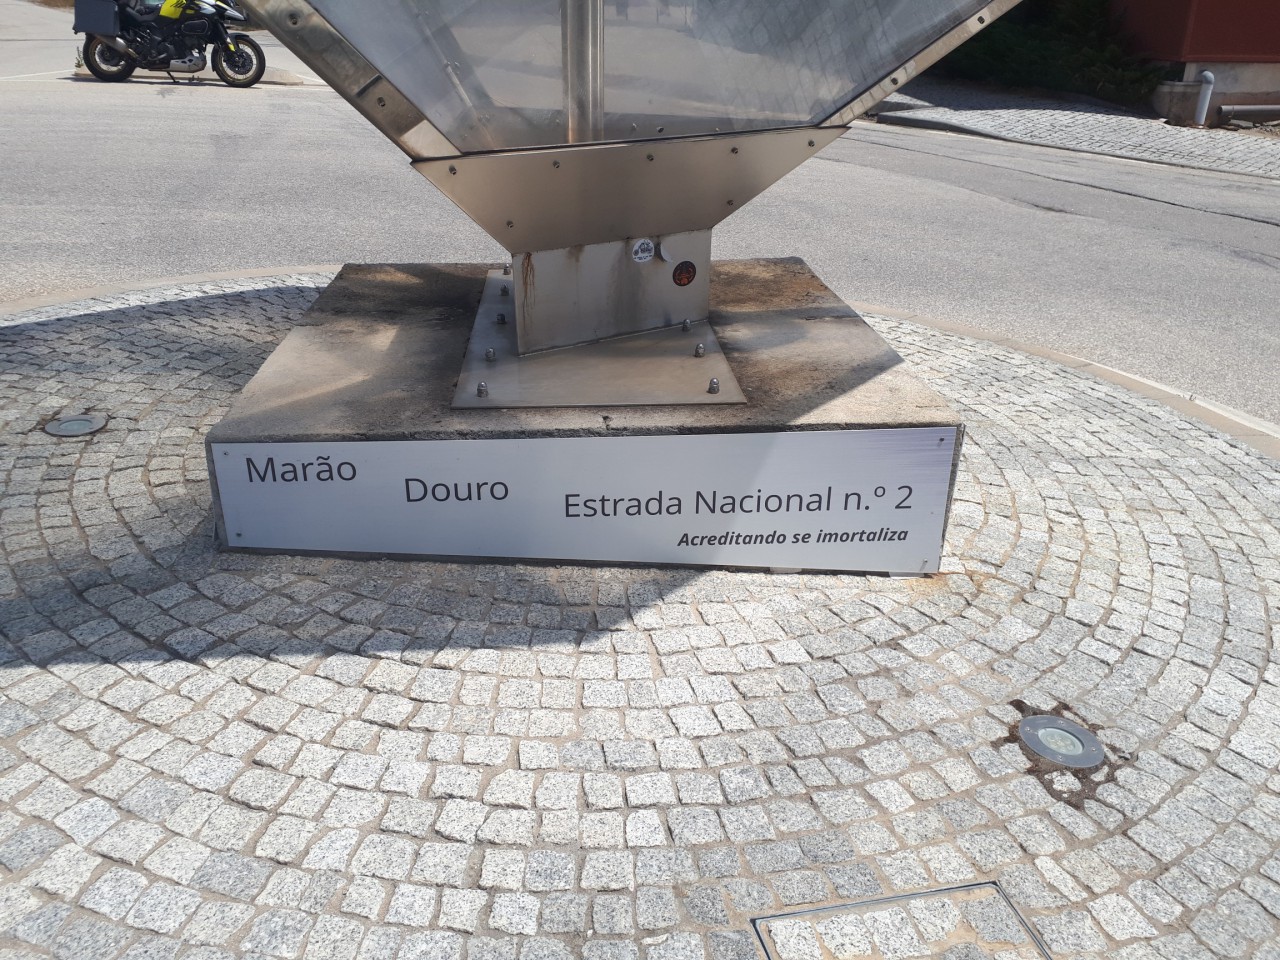 Marão
Douro
Estrada Nacional n.º 2
Acreditando se imortaliza